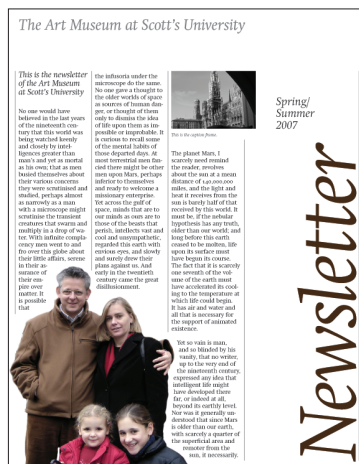 The Art Museum at Scott's University
This is the newsletter
of the Art Museum
at Scott's University
No one would have
believed in the last years
of the nineteenth cen-
tury that this world was
being watched keenly
and closely by intel-
ligences greater than
man's and yet as mortal
as his own; that as men
busied themselves about
their various concerns
they were scrutinised and
studied, perhaps almost
as narrowly as a man
with a microscope might
scrutinise the transient
creatures that swarm and
multiply in a drop of wa-
ter. With infinite compla-
cency men went to and
fro over this globe about
their little affairs, serene
in their as-
surance of
their em-
pire over
matter. It
is possible
that
the infusoria under the
microscope do the same.
No one gave a thought to
the older worlds of space
as sources of human dan-
ger, or thought of them
only to dismiss the idea
of life upon them as im-
possible or improbable. It
is curious to recall some
of the mental habits of
those departed days. At
most terrestrial men fan-
cied there might be other
men upon Mars, perhaps
inferior to themselves
and ready to welcome a
missionary enterprise.
Yet across the gulf of
space, minds that are to
our minds as ours are to
those of the beasts that
perish, intellects vast and
cool and unsympathetic,
regarded this earth with
envious eyes, and slowly
and surely drew their
plans against us. And
early in the twentieth
century came the great
disillusionment.
This is the caption frame.
The planet Mars, I
scarcely need remind
the reader, revolves
about the sun at a mean
distance of 140,000,000
miles, and the light and
heat it receives from the
sun is barely half of that
received by this world. It
must be, if the nebular
hypothesis has any truth,
older than our world; and
long before this earth
ceased to be molten, life
upon its surface must
have begun its course.
The fact that it is scarcely
one seventh of the vol-
ume of the earth must
have accelerated its cool-
ing to the temperature at
which life could begin.
It has air and water and
all that is necessary for
the support of animated
existence.
Yet so vain is man,
and so blinded by his
vanity, that no writer,
up to the very end of
the nineteenth century,
expressed any idea that
intelligent life might
have developed there
far, or indeed at all,
beyond its earthly level.
Nor was it generally un-
derstood that since Mars
is older than our earth,
with scarcely a quarter of
the superficial area and
remoter from the
sun, it necessarily.
Spring/
Summer
2007
Newsletter